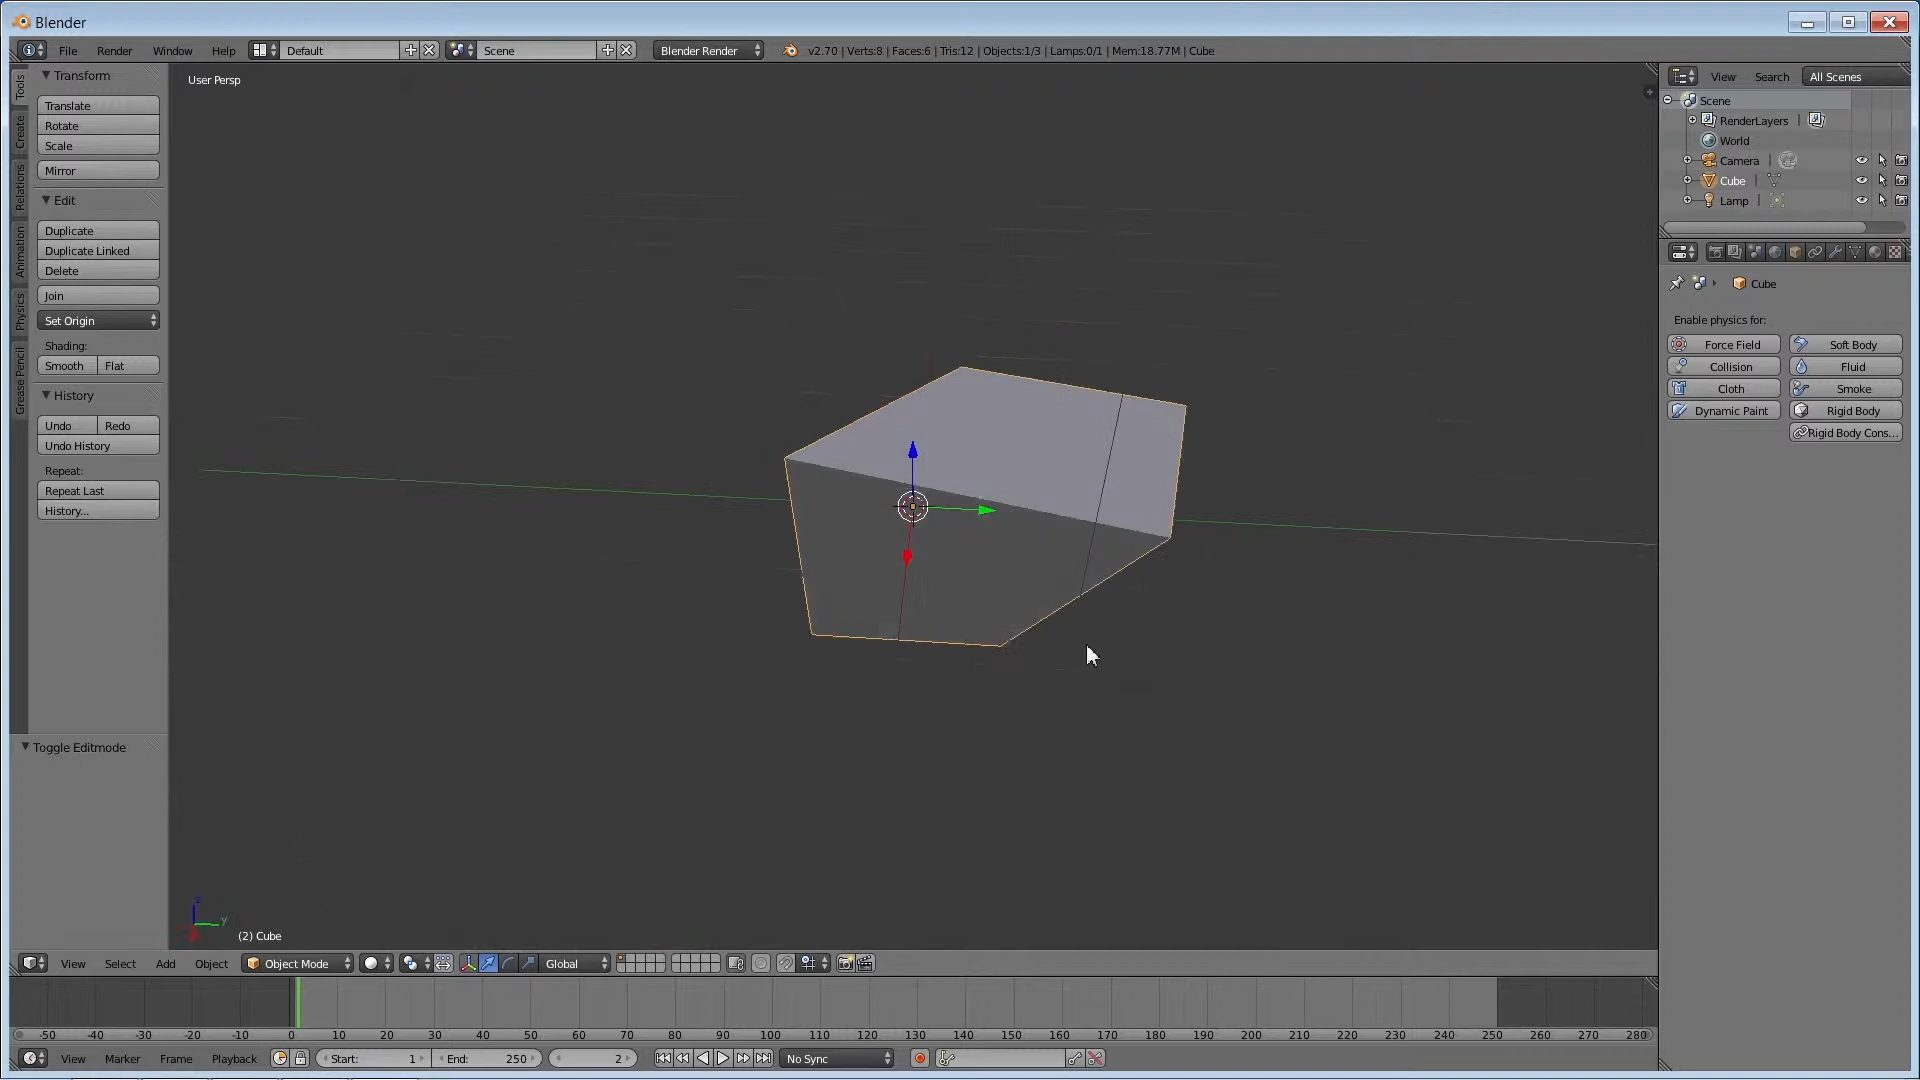 Blender
File Render Window Help Default Scene Blender Render v2.70 | Verts:8 | Faces:6 | Tris:12 | Objects:1/3 | Lamps:0/1 | Mem:18.77M | Cube
Tools
Create
Relations
Animation
Physics
Grease Pencil
Transform
Translate
Rotate
Scale
Mirror
Edit
Duplicate
Duplicate Linked
Delete
Join
Set Origin
Shading:
Smooth Flat
History
Undo Redo
Undo History
Repeat:
Repeat Last
History...
Toggle Editmode
User Persp
z
y
(2) Cube
View Search All Scenes
Scene
RenderLayers |
World
Camera |
Cube |
Lamp |
Cube
Enable physics for:
Force Field Soft Body
Collision Fluid
Cloth Smoke
Dynamic Paint Rigid Body
Rigid Body Cons...
View Select Add Object Object Mode Global
-50 -40 -30 -20 -10 0 10 20 30 40 50 60 70 80 90 100 110 120 130 140 150 160 170 180 190 200 210 220 230 240 250 260 270 280
View Marker Frame Playback Start: 1 End: 250 2 No Sync